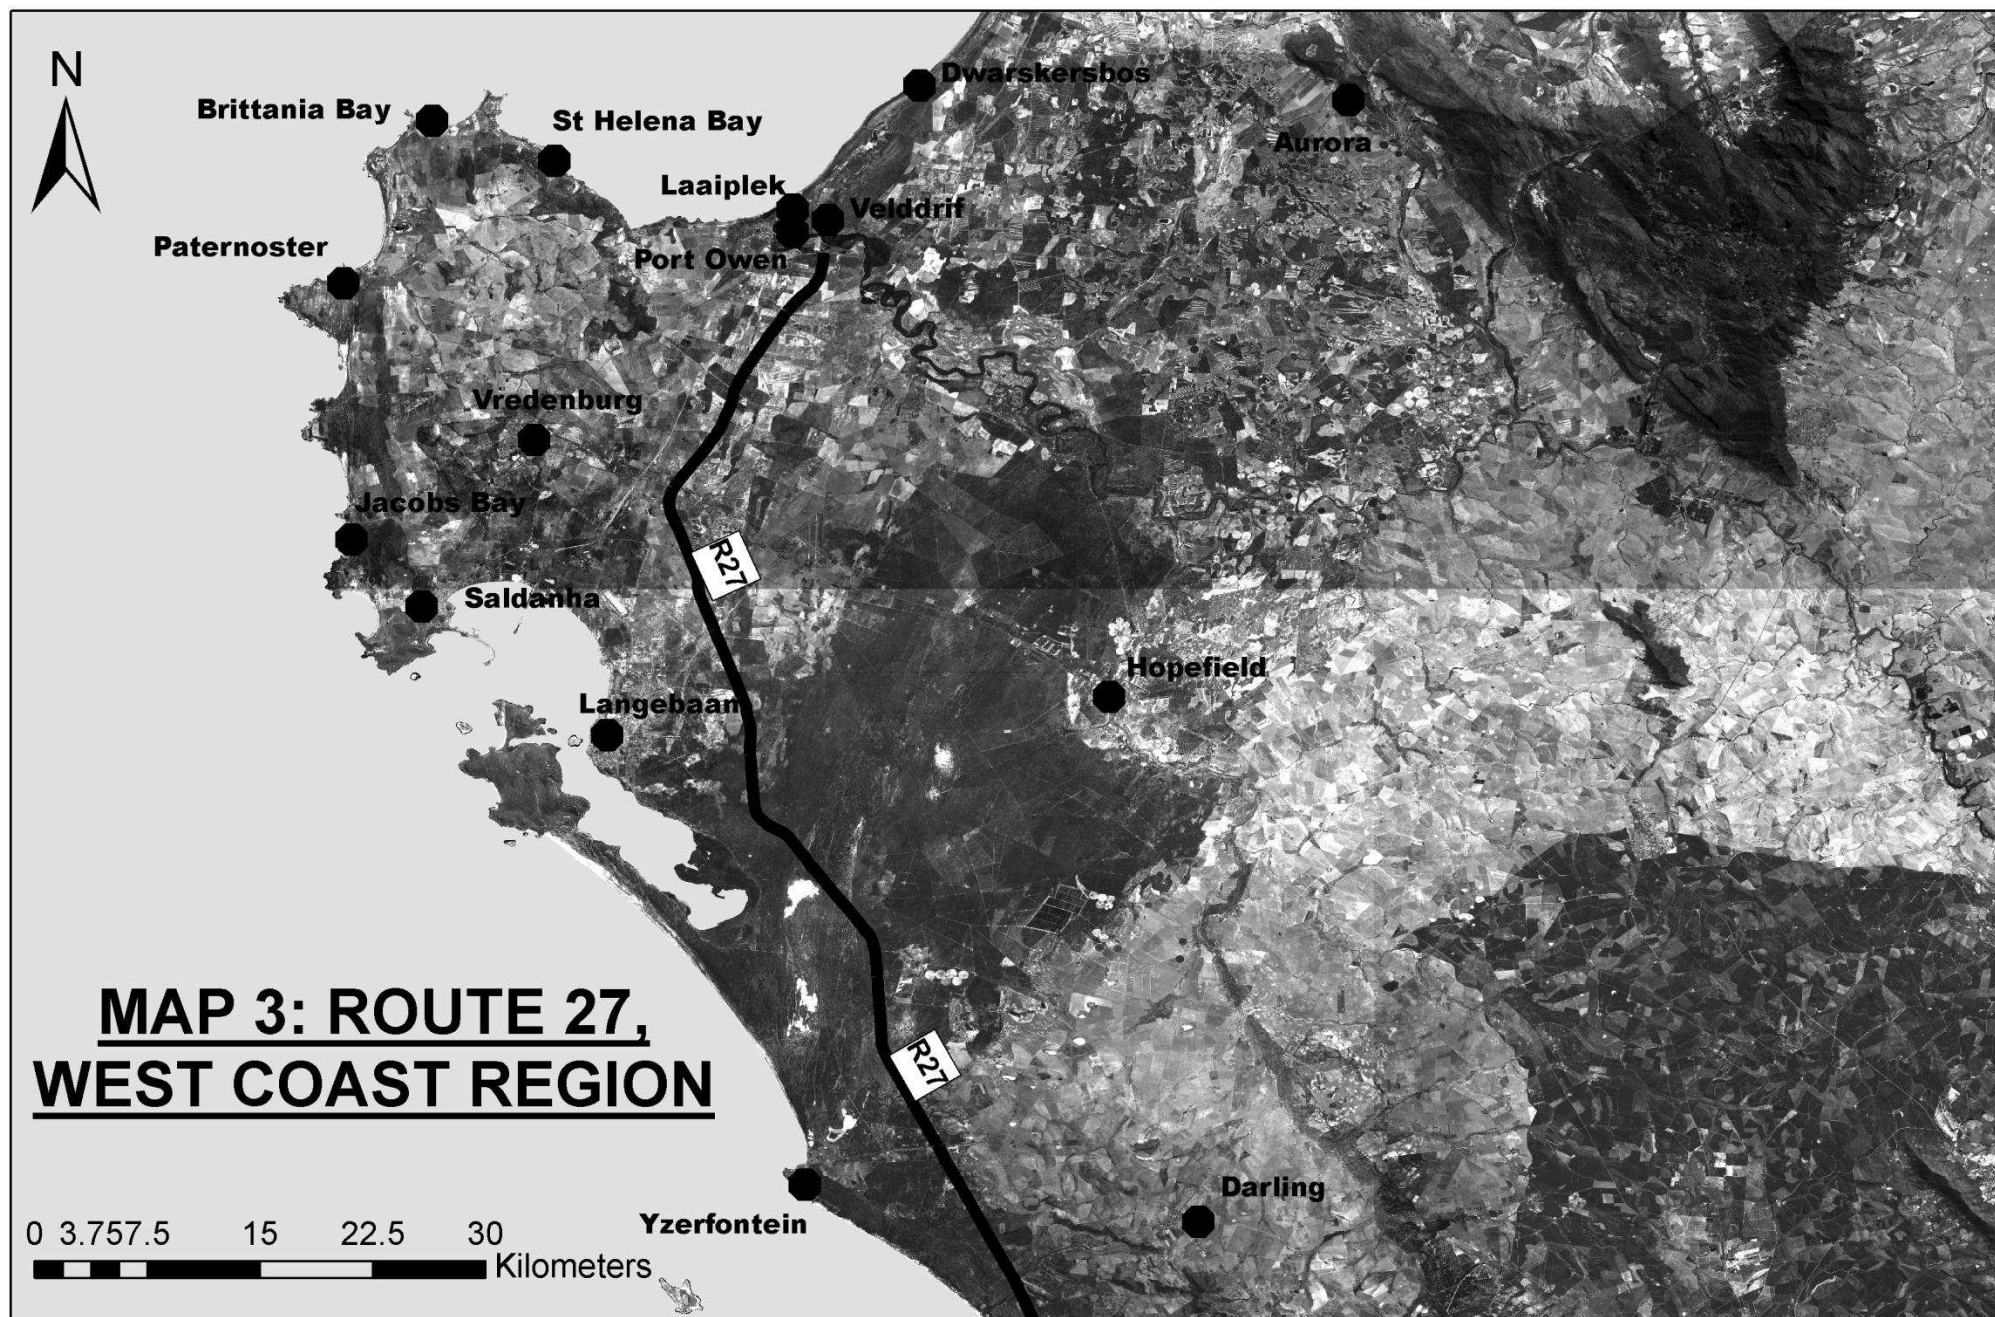 N
Dwarskersbos
Brittania Bay
St Helena Bay
Aurora
Laaiplek
Velddrif
Paternoster
Port Owen
Vredenburg
Jacobs Bay
R27
Saldanha
Hopefield
Langebaan
MAP 3: ROUTE 27,
WEST COAST REGION
R27
Darling
Yzerfontein
0 3.757.5 15 22.5 30
Kilometers